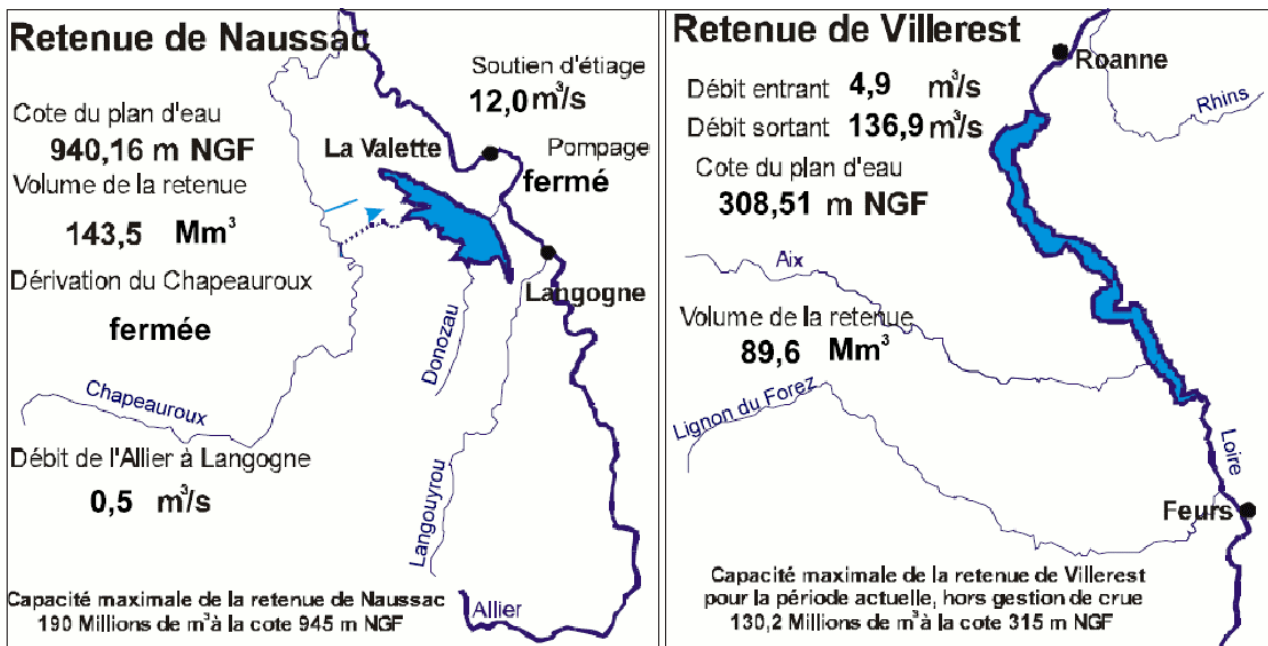 Retenue de Naussac
Soutien d'étiage
12,0 m³/s
Cote du plan d'eau
940,16 m NGF
La Valette
Pompage
fermé
Volume de la retenue
143,5 Mm³
Dérivation du Chapeauroux
fermée
Langogne
Donozau
Chapeauroux
Débit de l'Allier à Langogne
0,5 m³/s
Langouyrou
Allier
Capacité maximale de la retenue de Naussac
190 Millions de m³ à la cote 945 m NGF
Retenue de Villerest
Roanne
Débit entrant 4,9 m³/s
Débit sortant 136,9 m³/s
Rhins
Cote du plan d'eau
308,51 m NGF
Aix
Volume de la retenue
89,6 Mm³
Lignon du Forez
Loire
Feurs
Capacité maximale de la retenue de Villerest
pour la période actuelle, hors gestion de crue
130,2 Millions de m³ à la cote 315 m NGF